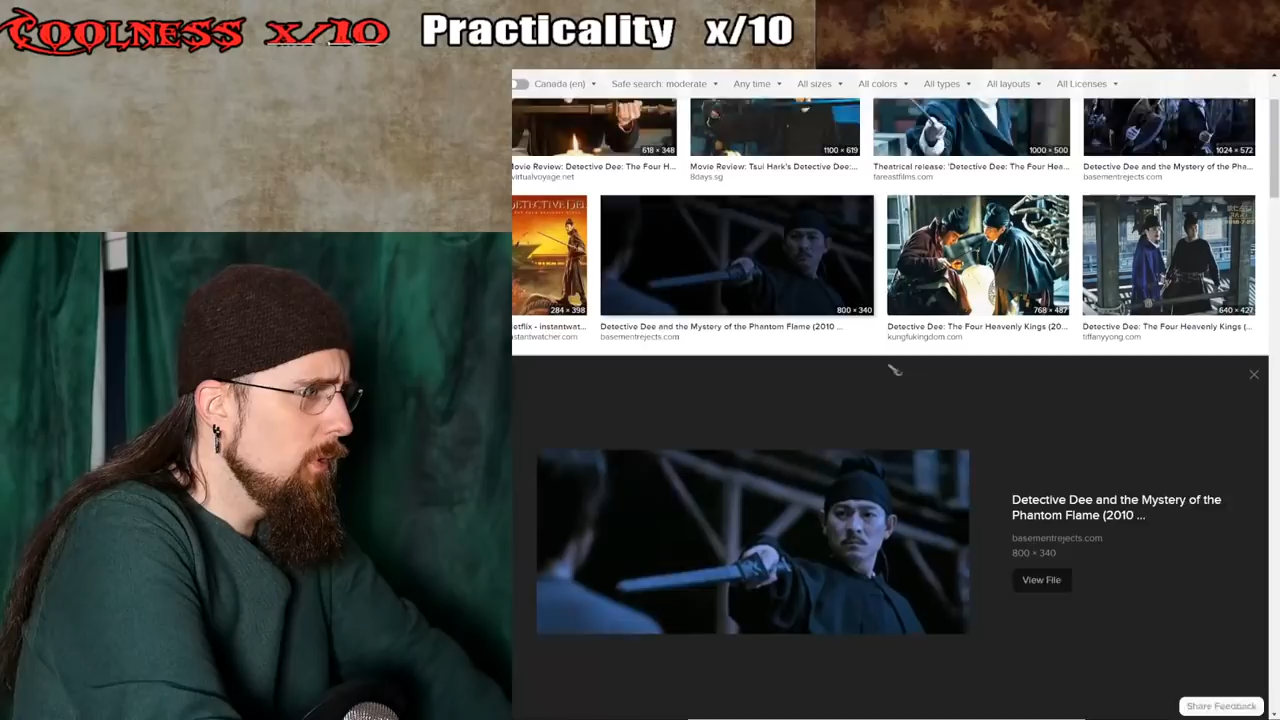 COOLNESS x/10 Practicality x/10
Canada (en) Safe search: moderate Any time All sizes All colors All types All layouts All Licenses
618 × 348
1100 × 619
1000 × 500
1024 × 572
Movie Review: Detective Dee: The Four H...
Movie Review: Tsui Hark's Detective Dee:...
Theatrical release: 'Detective Dee: The Four Hea...
Detective Dee and the Mystery of the Pha...
virtualvoyage.net
8days.sg
fareastfilms.com
basementrejects.com
DETECTIVE DEE
284 × 398
800 × 340
768 × 487
640 × 427
etflix - instantwat...
Detective Dee and the Mystery of the Phantom Flame (2010 ...
Detective Dee: The Four Heavenly Kings (20...
Detective Dee: The Four Heavenly Kings (...
nstantwatcher.com
basementrejects.com
kungfukingdom.com
tiffanyyong.com
Detective Dee and the Mystery of the
Phantom Flame (2010 ...
basementrejects.com
800 × 340
View File
Share Feedback